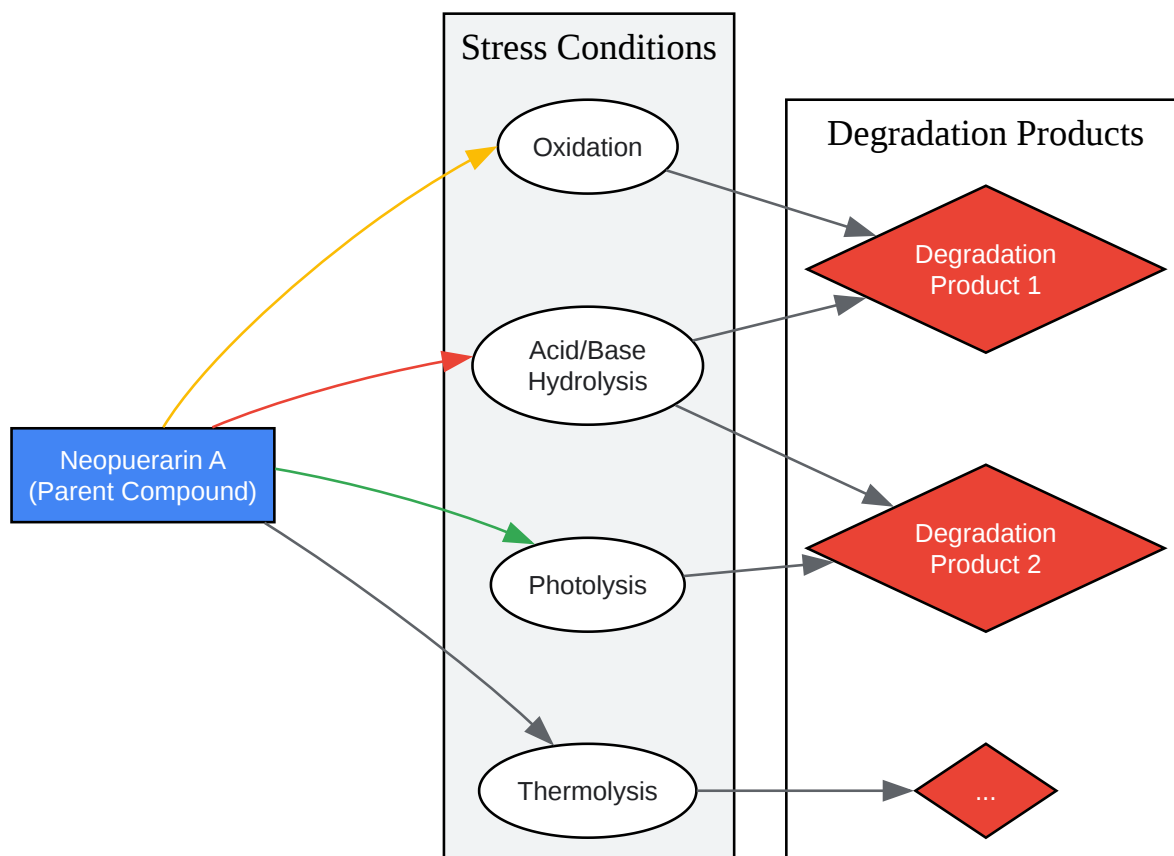 Stress Conditions
Degradation Products
Oxidation
Degradation
Product 1
Acid/Base
Hydrolysis
Neopuerarin A
(Parent Compound)
Degradation
Product 2
Photolysis
Thermolysis
...